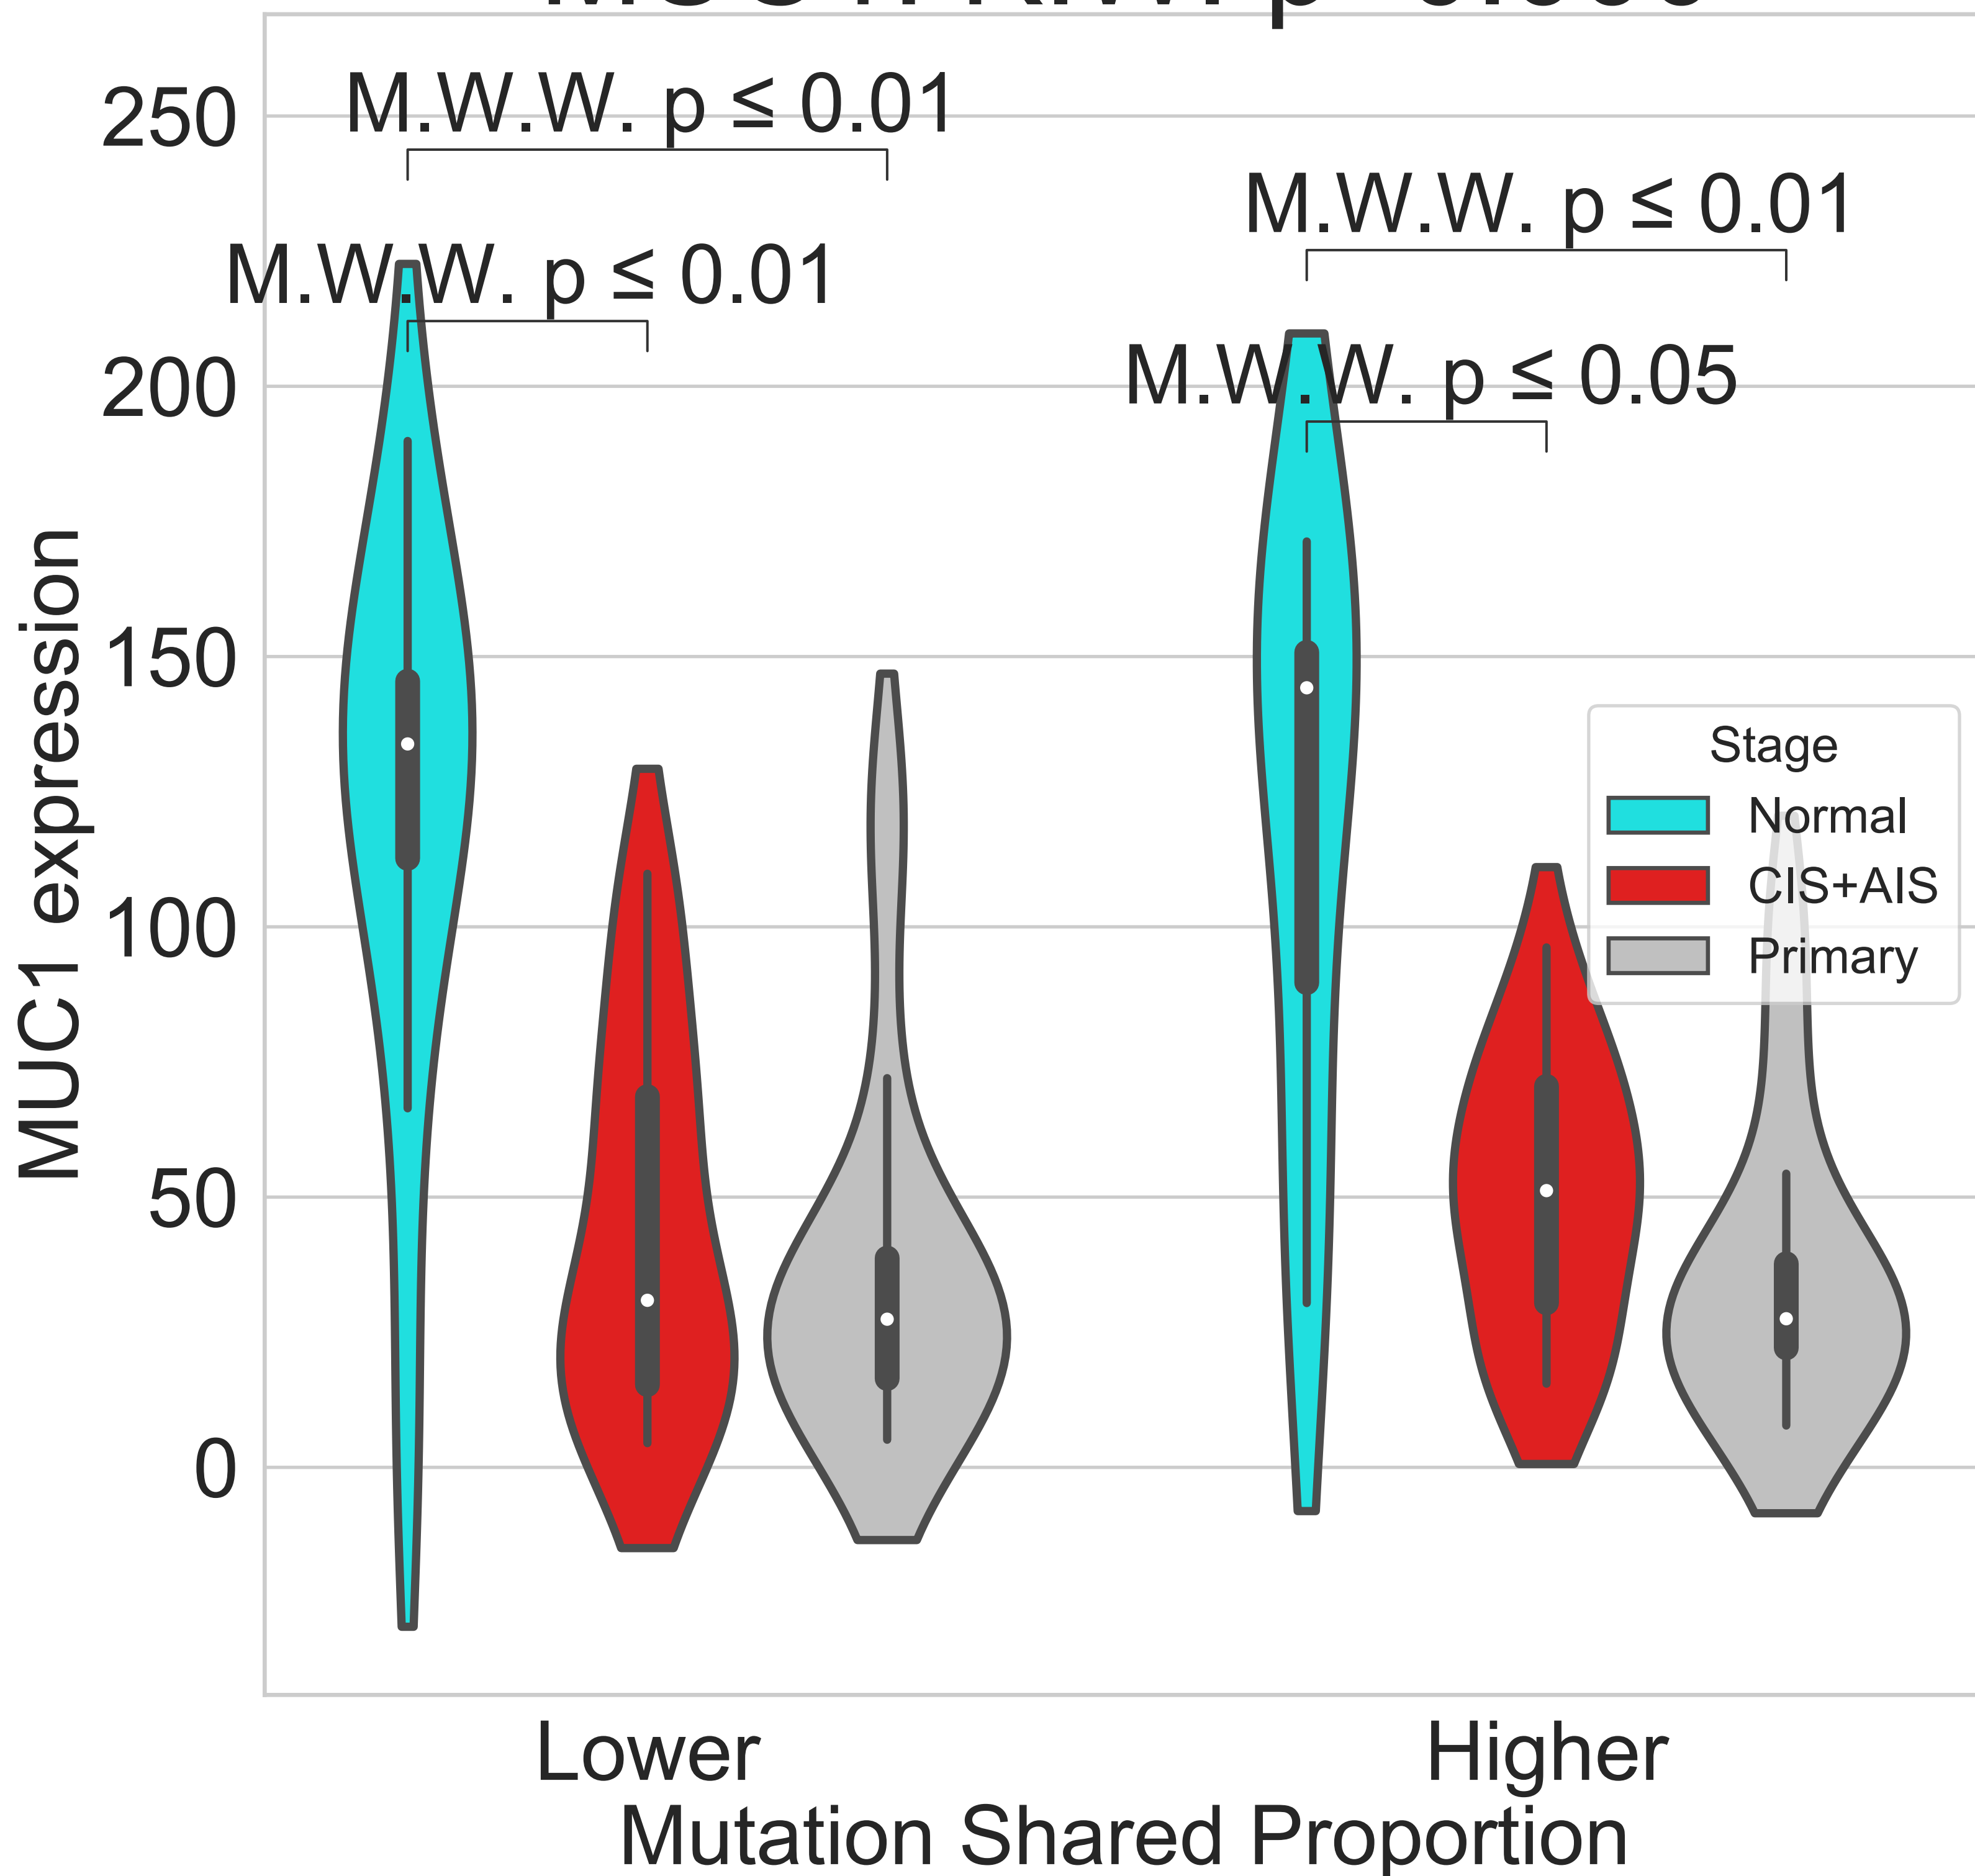 250
M.W.W. p ≤ 0.01
M.W.W. p ≤ 0.01
M.W.W. p ≤ 0.01
M.W.W. p ≤ 0.05
200
150
100
50
0
MUC1 expression
Stage
Normal
CIS+AIS
Primary
Lower
Higher
Mutation Shared Proportion